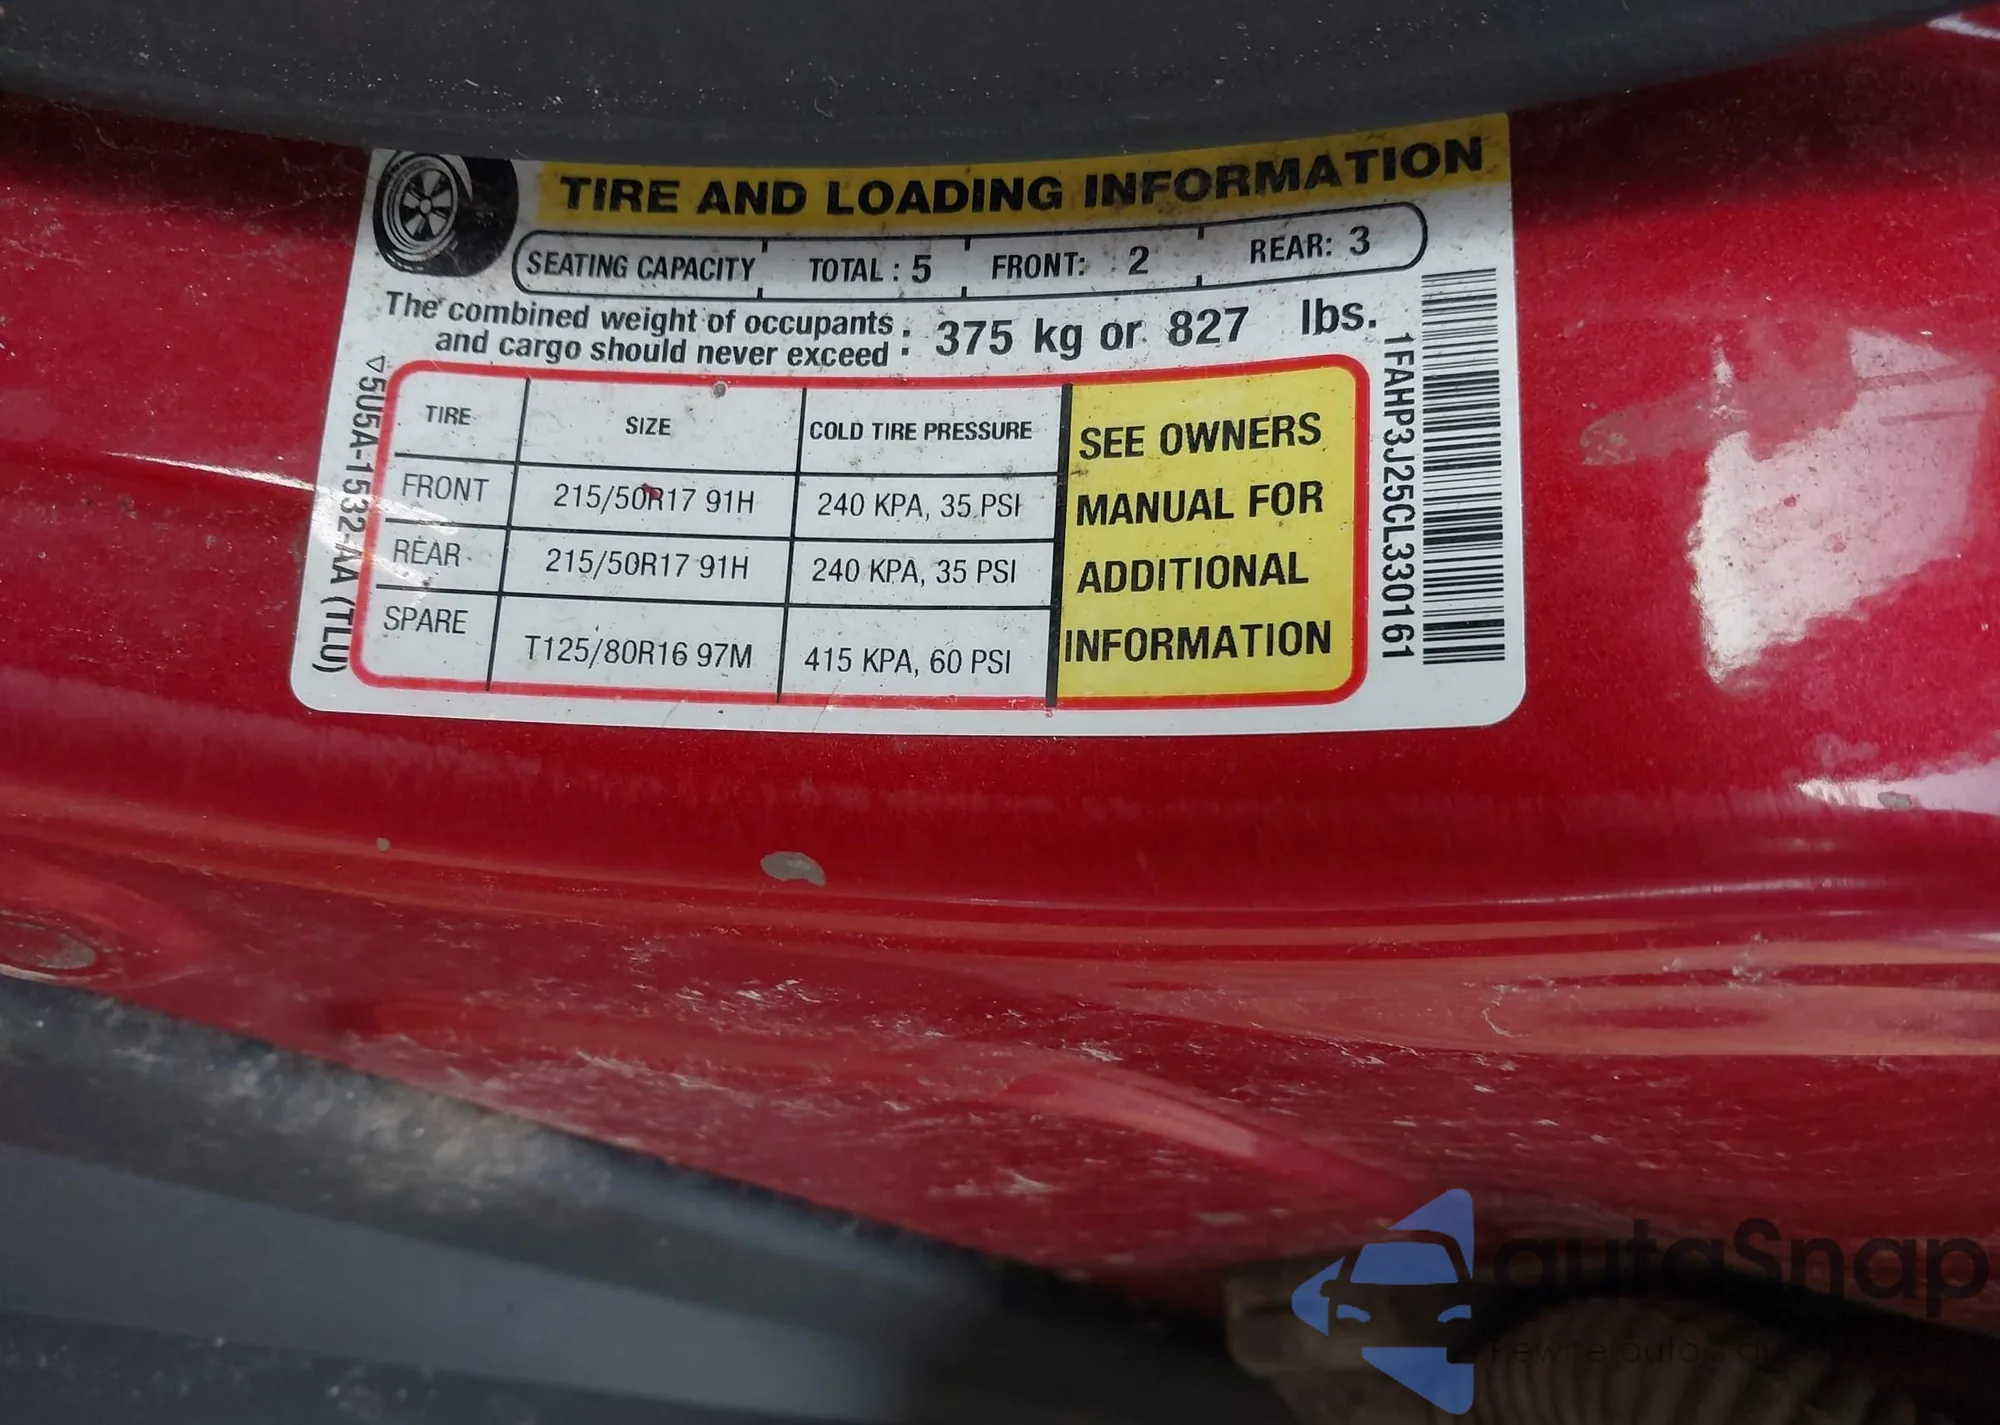 TIRE AND LOADING INFORMATION
SEATING CAPACITY TOTAL : 5 FRONT: 2 REAR: 3
The combined weight of occupants
and cargo should never exceed : 375 kg or 827 lbs.
TIRE SIZE COLD TIRE PRESSURE
FRONT 215/50R17 91H 240 KPA, 35 PSI
REAR 215/50R17 91H 240 KPA, 35 PSI
SPARE T125/80R16 97M 415 KPA, 60 PSI
SEE OWNERS
MANUAL FOR
ADDITIONAL
INFORMATION
5U5A-1532-AA (TLU)
1FAHP3J25CL330161
autaSnap
Pewne auta